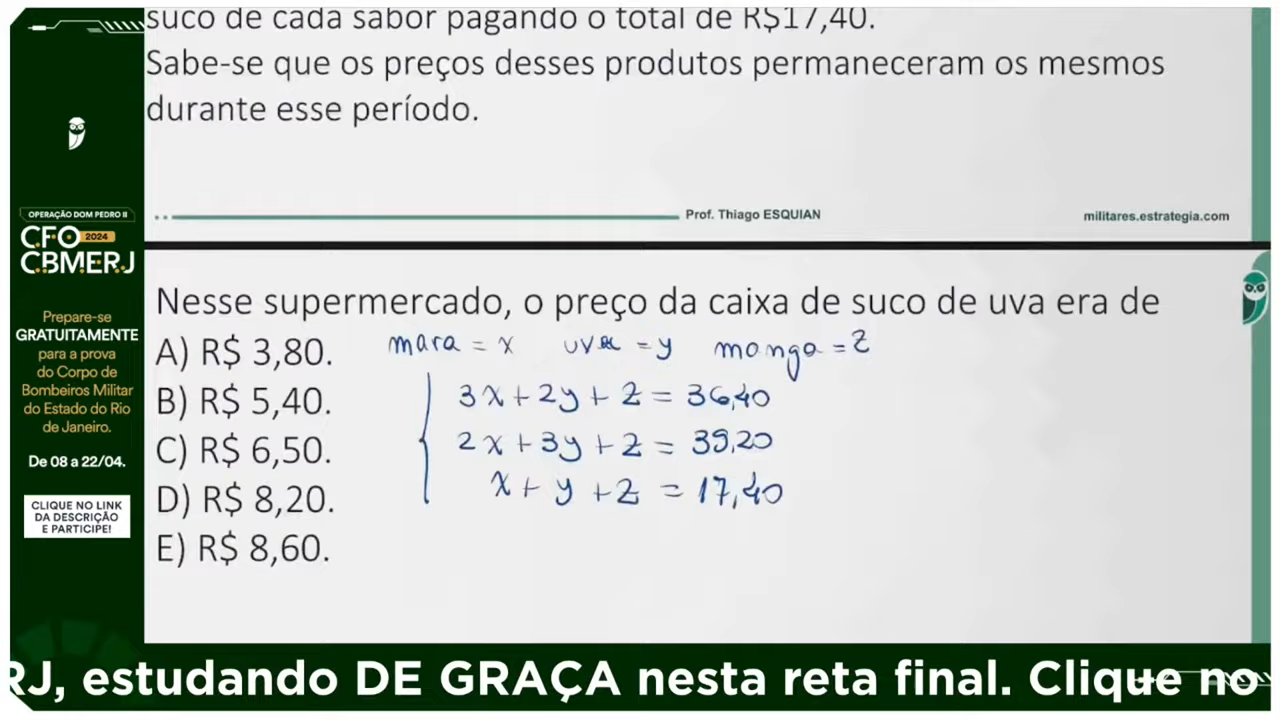 suco de cada sabor pagando o total de R$17,40.
Sabe-se que os preços desses produtos permaneceram os mesmos
durante esse período.
OPERAÇÃO DOM PEDRO II
CFO 2024
CBMERJ
Prepare-se
GRATUITAMENTE
para a prova
do Corpo de
Bombeiros Militar
do Estado do Rio
de Janeiro.
De 08 a 22/04.
CLIQUE NO LINK
DA DESCRIÇÃO
E PARTICIPE!
Prof. Thiago ESQUIAN
militares.estrategia.com
Nesse supermercado, o preço da caixa de suco de uva era de
A) R$ 3,80.
B) R$ 5,40.
C) R$ 6,50.
D) R$ 8,20.
E) R$ 8,60.
mara = x uva = y manga = z
3x + 2y + z = 36,40
2x + 3y + z = 39,20
x + y + z = 17,40
RJ, estudando DE GRAÇA nesta reta final. Clique no